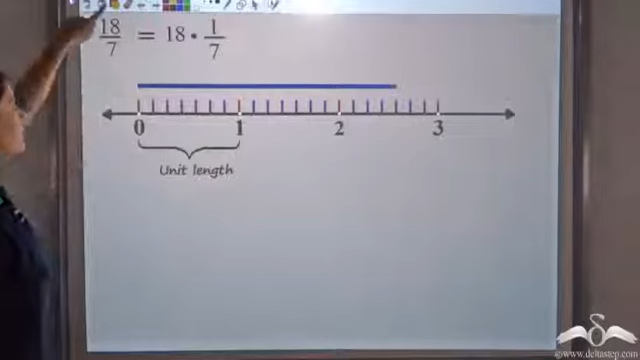 18/7 = 18 • 1/7
0 1 2 3
Unit length
©www.deltastep.com